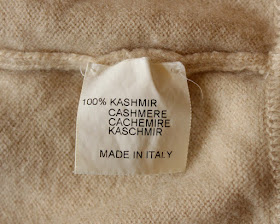 100% KASHMIR
CASHMERE
CACHEMIRE
KASCHMIR
MADE IN ITALY